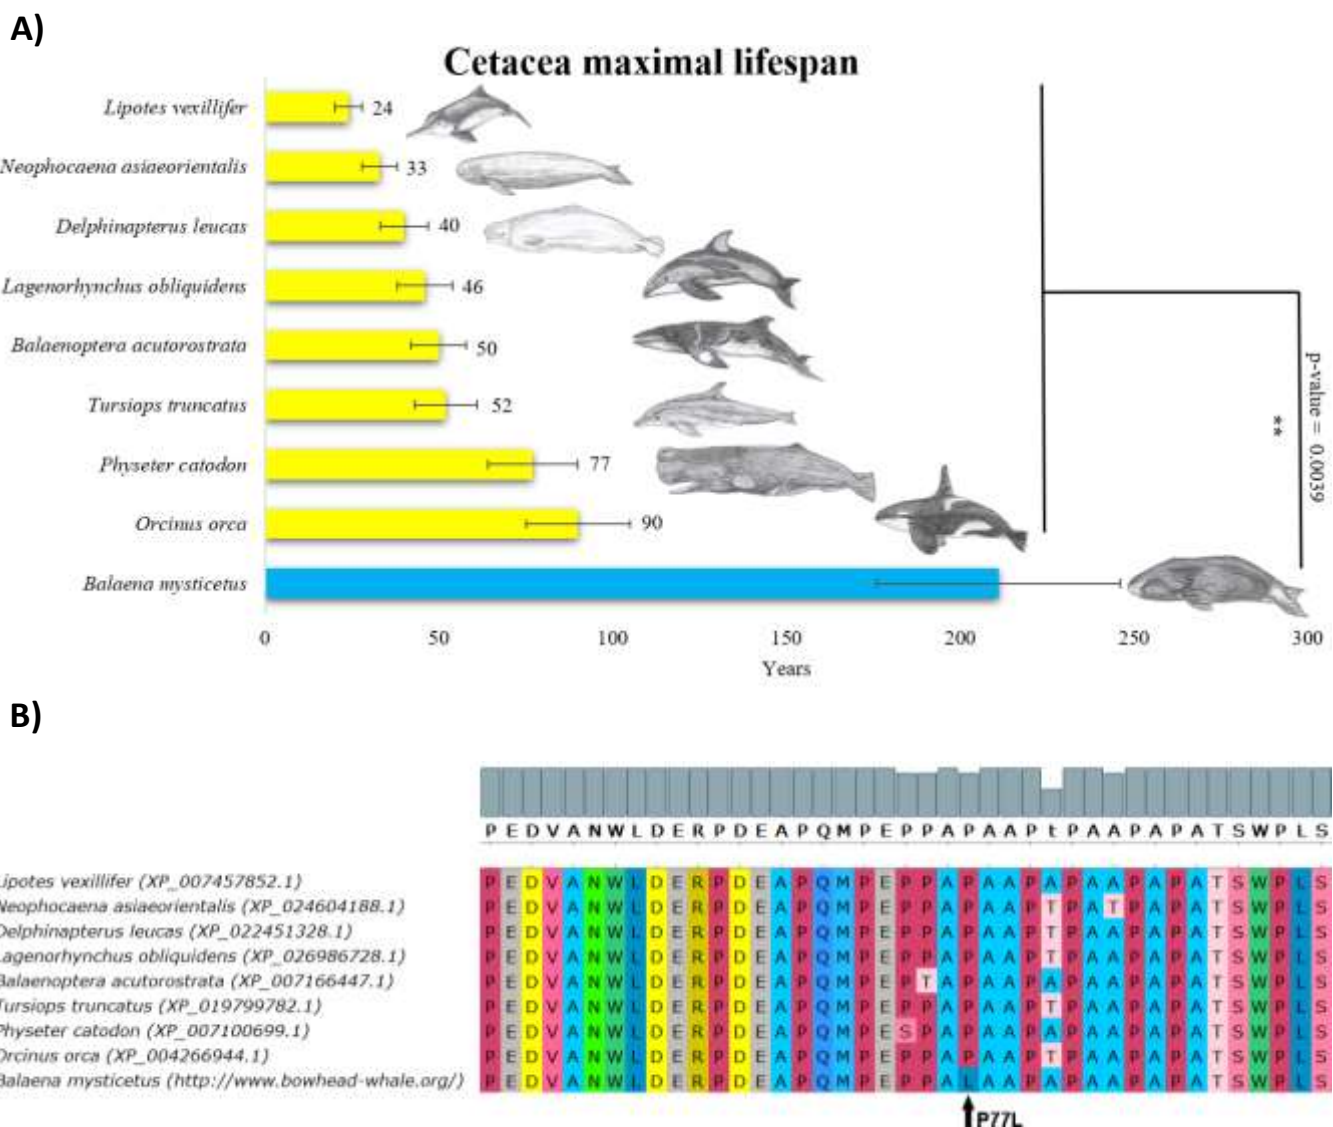 A)
Cetacea maximal lifespan
Lipotes vexillifer 24
Neophocaena asiaeorientalis 33
Delphinapterus leucas 40
Lagenorhynchus obliquidens 46
Balaenoptera acutorostrata 50
Tursiops truncatus 52
Physeter catodon 77
Orcinus orca 90
Balaena mysticetus
p-value = 0.0039
**
0 50 100 150 200 250 300
Years
B)
P E D V A N W L D E R P D E A P Q M P E P P A P A A P t P A A P A P A T S W P L S
Lipotes vexillifer (XP_007457852.1) P E D V A N W L D E R P D E A P Q M P E P P A P A A P A P A A P A P A T S W P L S
Neophocaena asiaeorientalis (XP_024604188.1) P E D V A N W L D E R P D E A P Q M P E P P A P A A P T P A T P A P A T S W P L S
Delphinapterus leucas (XP_022451328.1) P E D V A N W L D E R P D E A P Q M P E P P A P A A P T P A A P A P A T S W P L S
Lagenorhynchus obliquidens (XP_026986728.1) P E D V A N W L D E R P D E A P Q M P E P P A P A A P T P A A P A P A T S W P L S
Balaenoptera acutorostrata (XP_007166447.1) P E D V A N W L D E R P D E A P Q M P E P T A P A A P A P A A P A P A T S W P L S
Tursiops truncatus (XP_019799782.1) P E D V A N W L D E R P D E A P Q M P E P P A P A A P T P A A P A P A T S W P L S
Physeter catodon (XP_007100699.1) P E D V A N W L D E R P D E A P Q M P E S P A P A A P A P A A P A P A T S W P L S
Orcinus orca (XP_004266944.1) P E D V A N W L D E R P D E A P Q M P E P P A P A A P T P A A P A P A T S W P L S
Balaena mysticetus (http://www.bowhead-whale.org/) P E D V A N W L D E R P D E A P Q M P E P P A L A A P A P A A P A P A T S W P L S
P77L